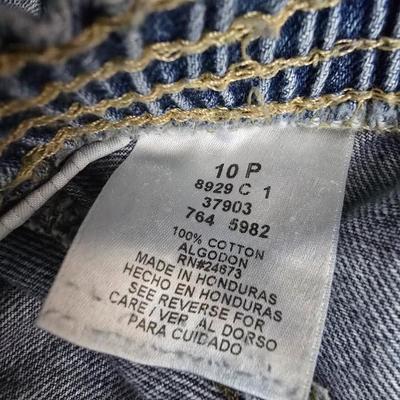 10 P
8929 C 1
37903
764 5982
100% COTTON
ALGODON
RN#24673
MADE IN HONDURAS
HECHO EN HONDURAS
SEE REVERSE FOR
CARE / VER AL DORSO
PARA CUIDADO